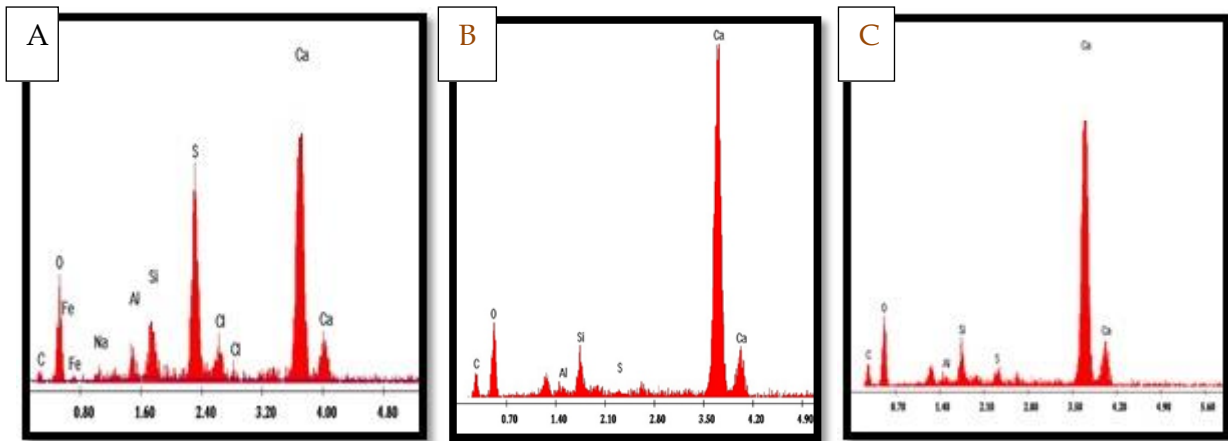 A
Ca
S
O
Fe
Si
Al
Cl
Ca
Na
Cl
C
Fe
0.80 1.60 2.40 3.20 4.00 4.80
B
Ca
O
Si
Ca
C
Al
S
0.70 1.40 2.10 2.80 3.50 4.20 4.90
C
Ca
O
Si
Ca
C
Al
S
0.70 1.40 2.10 2.80 3.50 4.20 4.90 5.60